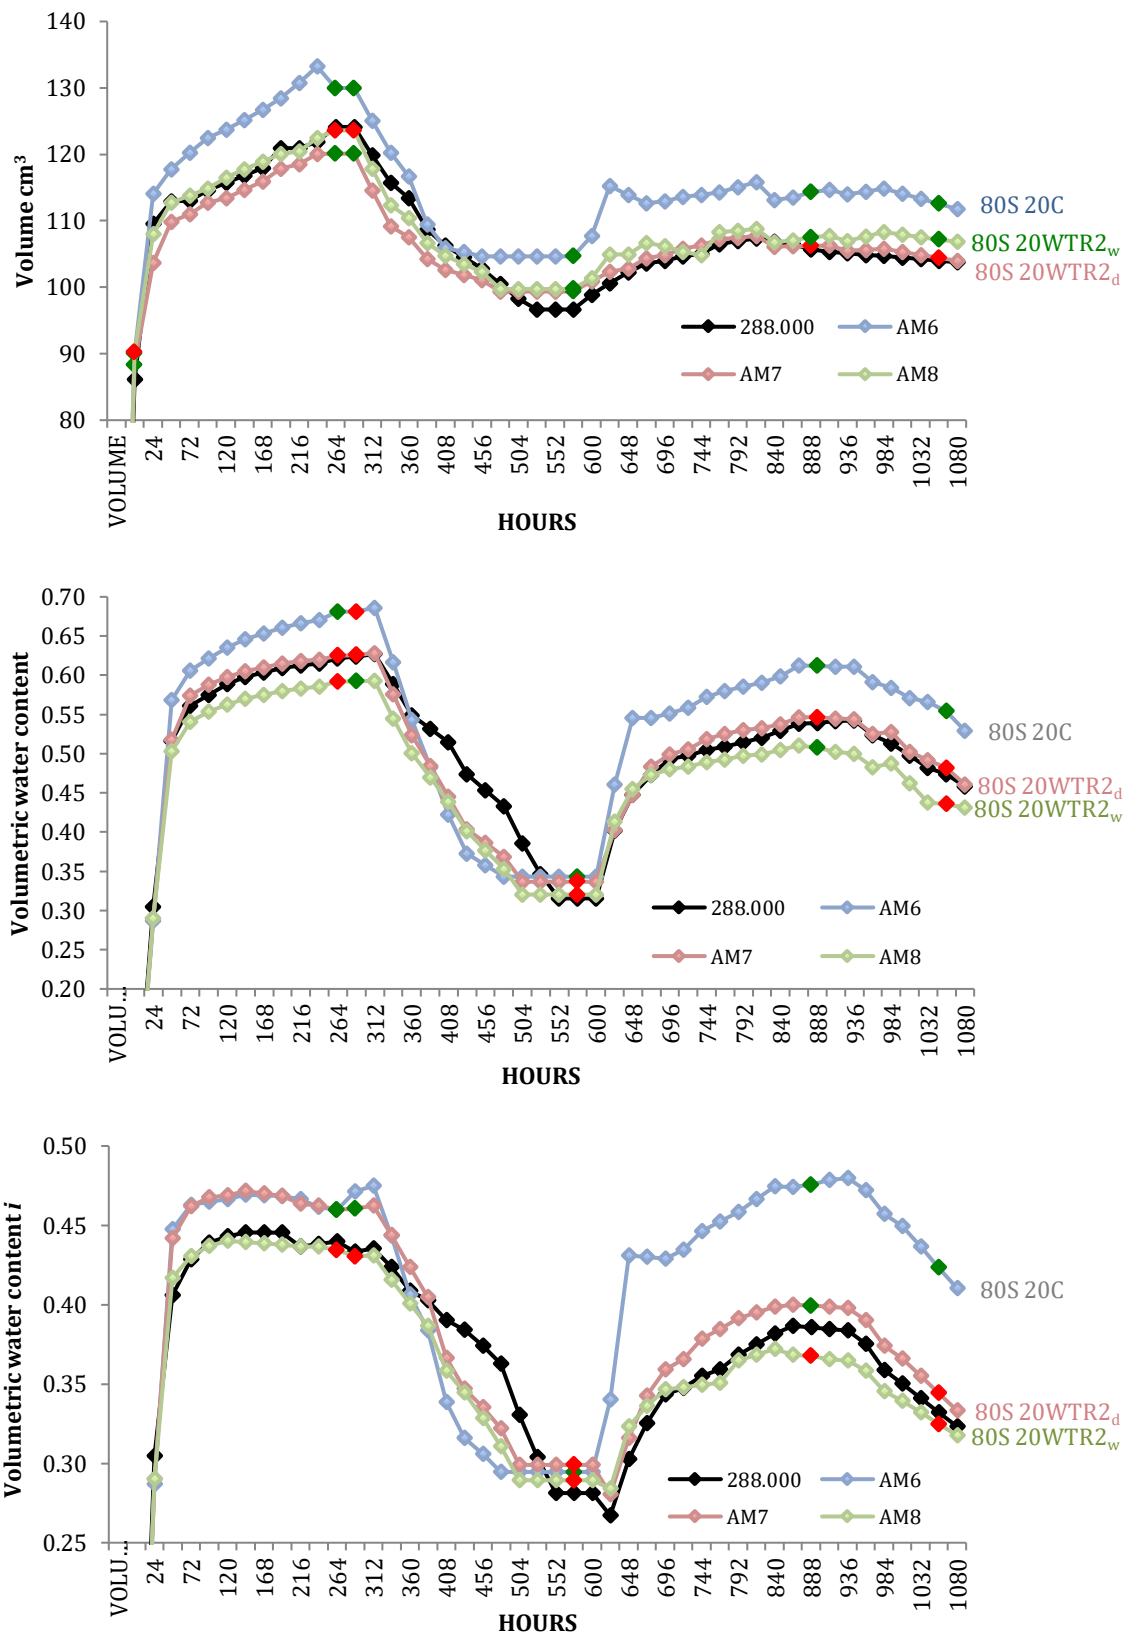 140
130
120
110
100
90
80
Volume cm³
VOLUME 24 72 120 168 216 264 312 360 408 456 504 552 600 648 696 744 792 840 888 936 984 1032 1080
HOURS
288.000 AM6
AM7 AM8
80S 20C
80S 20WTR2w
80S 20WTR2d
0.70
0.65
0.60
0.55
0.50
0.45
0.40
0.35
0.30
0.25
0.20
Volumetric water content
VOLU... 24 72 120 168 216 264 312 360 408 456 504 552 600 648 696 744 792 840 888 936 984 1032 1080
HOURS
288.000 AM6
AM7 AM8
80S 20C
80S 20WTR2d
80S 20WTR2w
0.50
0.45
0.40
0.35
0.30
0.25
Volumetric water content i
VOLU... 24 72 120 168 216 264 312 360 408 456 504 552 600 648 696 744 792 840 888 936 984 1032 1080
HOURS
288.000 AM6
AM7 AM8
80S 20C
80S 20WTR2d
80S 20WTR2w